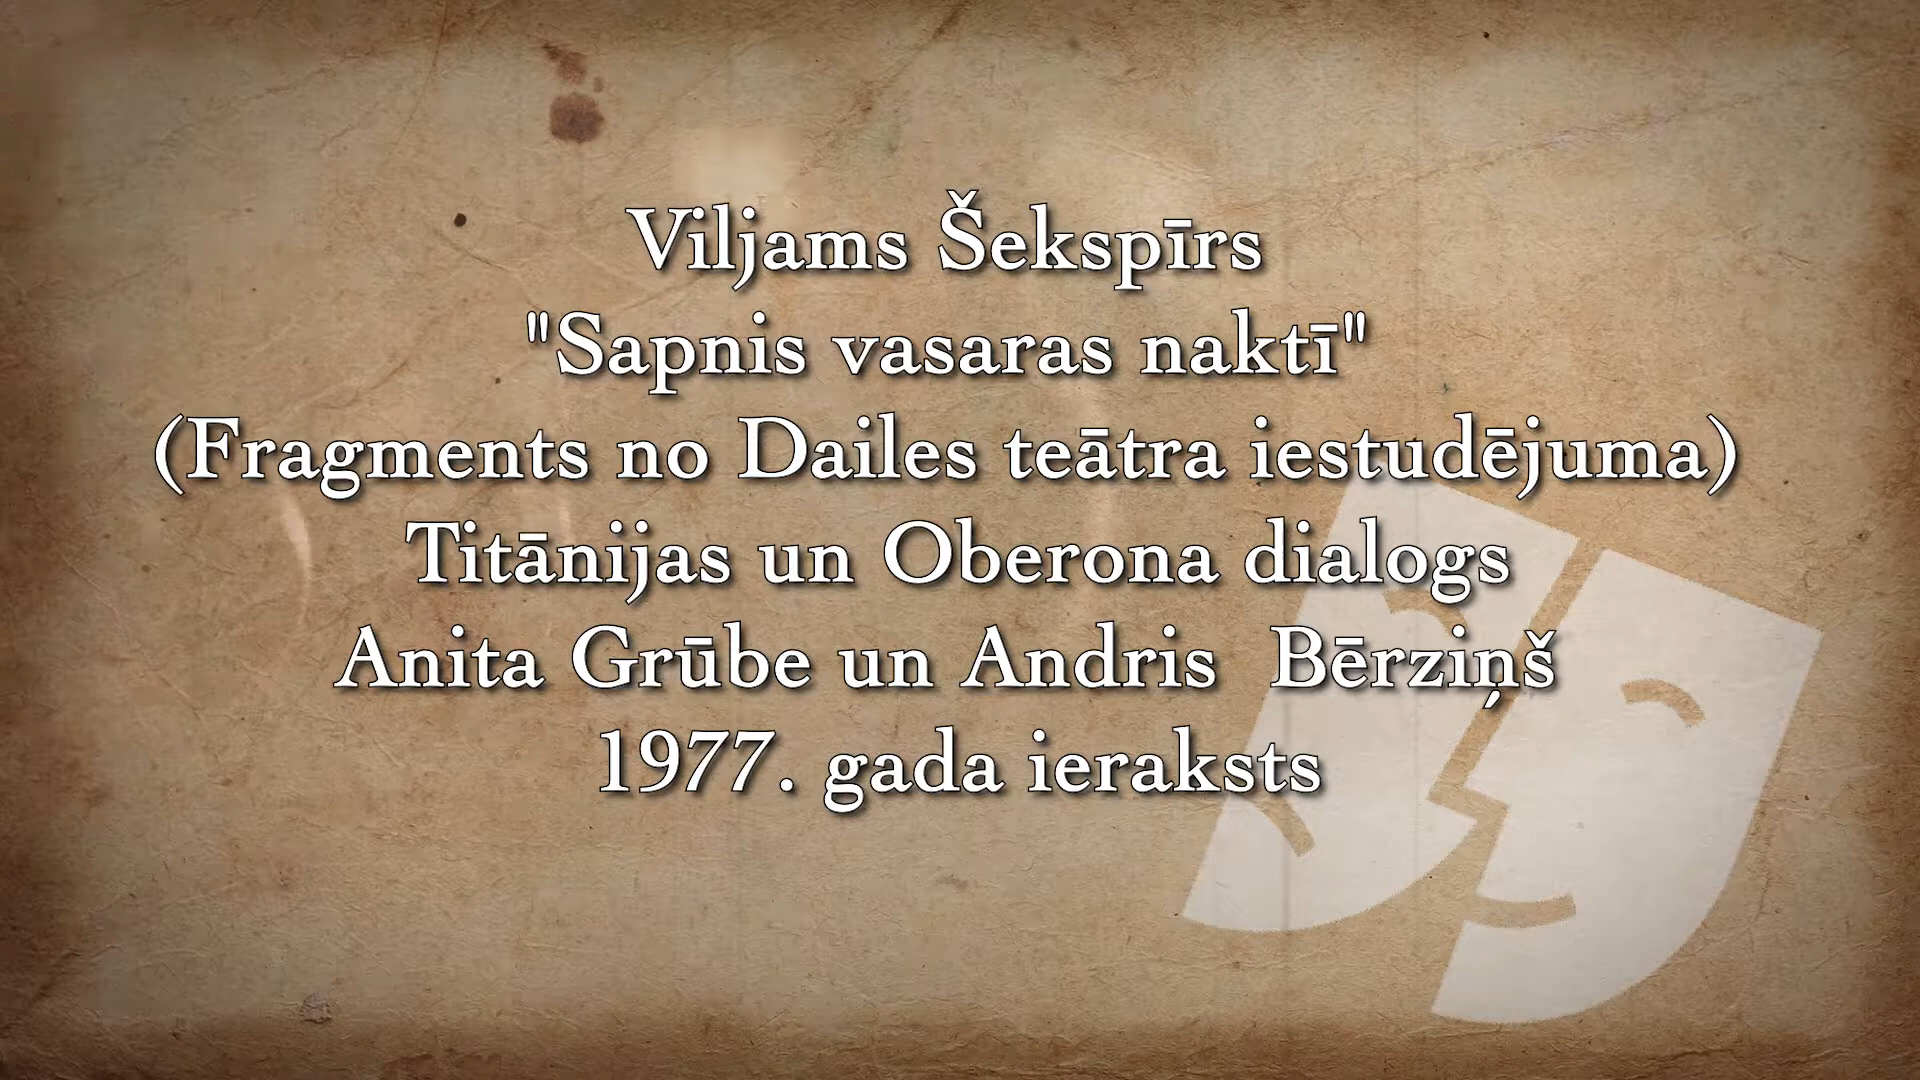 Viljams Šekspīrs
"Sapnis vasaras naktī"
(Fragments no Dailes teātra iestudējuma)
Titānijas un Oberona dialogs
Anita Grūbe un Andris  Bērziņš
1977. gada ieraksts